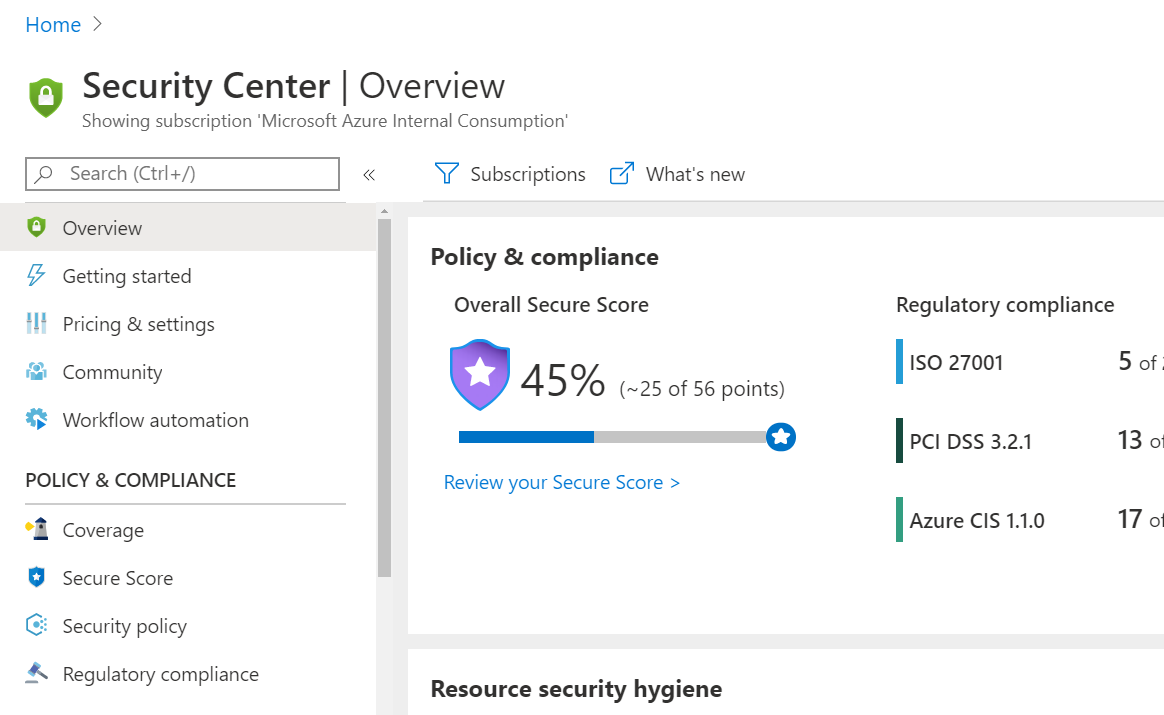 Home
Security Center | Overview
Showing subscription 'Microsoft Azure Internal Consumption'
Search (Ctrl+/)
«
Subscriptions
What's new
Overview
Getting started
Pricing & settings
Community
Workflow automation
POLICY & COMPLIANCE
Coverage
Secure Score
Security policy
Regulatory compliance
Policy & compliance
Overall Secure Score
45% (~25 of 56 points)
Review your Secure Score >
Regulatory compliance
ISO 27001 5 of
PCI DSS 3.2.1 13 of
Azure CIS 1.1.0 17 of
Resource security hygiene